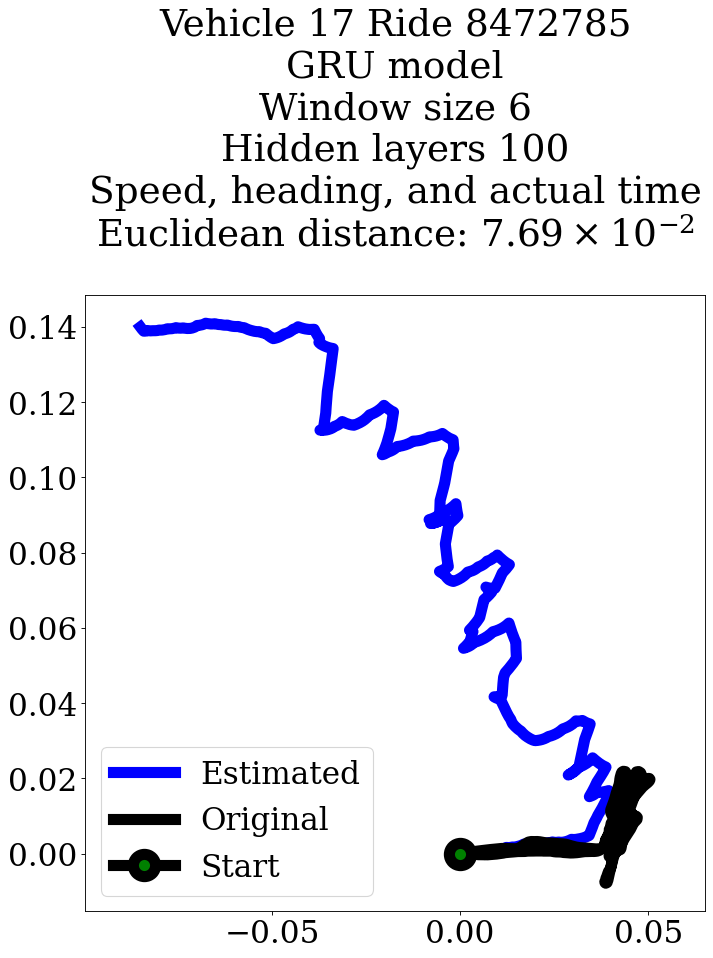 Vehicle 17 Ride 8472785
GRU model
Window size 6
Hidden layers 100
Speed, heading, and actual time
Euclidean distance: 7.69 × 10⁻²
0.14
0.12
0.10
0.08
0.06
0.04
0.02
0.00
Estimated
Original
Start
−0.05 0.00 0.05